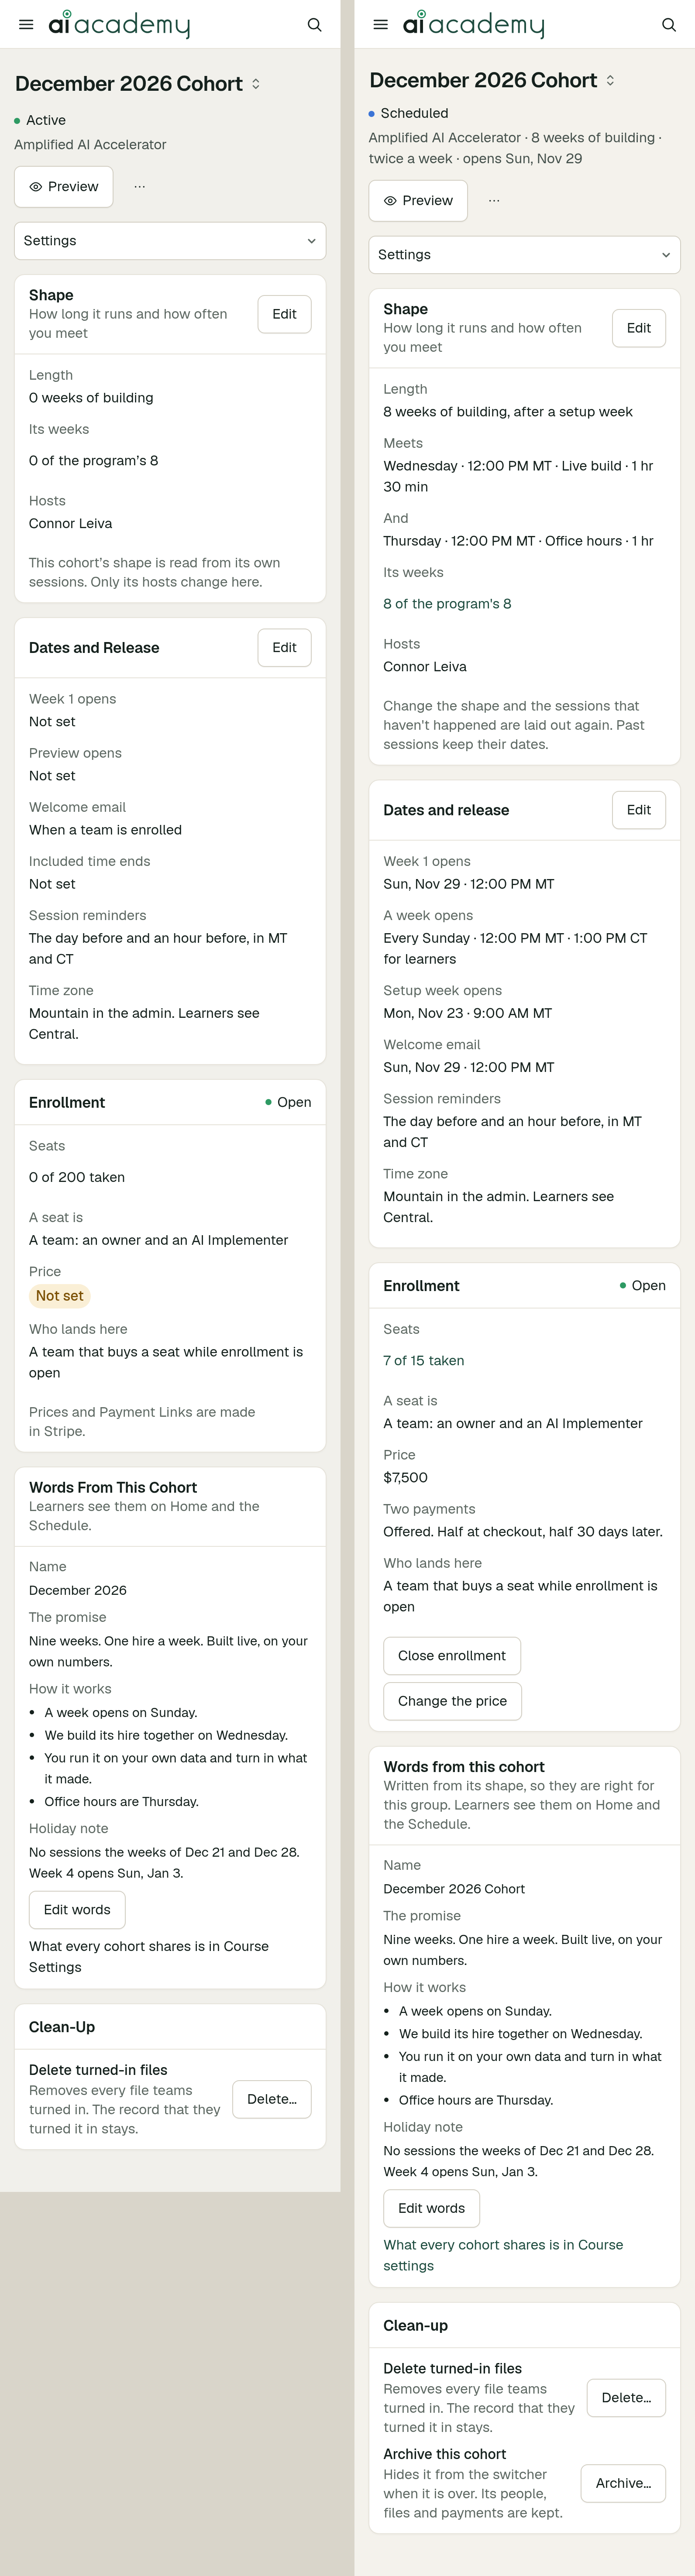 ai academy
December 2026 Cohort
Active
Amplified AI Accelerator
Preview
...
Settings
Shape
How long it runs and how often
you meet
Edit
Length
0 weeks of building
Its weeks
0 of the program’s 8
Hosts
Connor Leiva
This cohort’s shape is read from its own
sessions. Only its hosts change here.
Dates and Release
Edit
Week 1 opens
Not set
Preview opens
Not set
Welcome email
When a team is enrolled
Included time ends
Not set
Session reminders
The day before and an hour before, in MT
and CT
Time zone
Mountain in the admin. Learners see
Central.
Enrollment
Open
Seats
0 of 200 taken
A seat is
A team: an owner and an AI Implementer
Price
Not set
Who lands here
A team that buys a seat while enrollment is
open
Prices and Payment Links are made
in Stripe.
Words From This Cohort
Learners see them on Home and the
Schedule.
Name
December 2026
The promise
Nine weeks. One hire a week. Built live, on your
own numbers.
How it works
• A week opens on Sunday.
• We build its hire together on Wednesday.
• You run it on your own data and turn in what
it made.
• Office hours are Thursday.
Holiday note
No sessions the weeks of Dec 21 and Dec 28.
Week 4 opens Sun, Jan 3.
Edit words
What every cohort shares is in Course
Settings
Clean-Up
Delete turned-in files
Removes every file teams
turned in. The record that they
turned it in stays.
Delete...
ai academy
December 2026 Cohort
Scheduled
Amplified AI Accelerator · 8 weeks of building ·
twice a week · opens Sun, Nov 29
Preview
...
Settings
Shape
How long it runs and how often
you meet
Edit
Length
8 weeks of building, after a setup week
Meets
Wednesday · 12:00 PM MT · Live build · 1 hr
30 min
And
Thursday · 12:00 PM MT · Office hours · 1 hr
Its weeks
8 of the program's 8
Hosts
Connor Leiva
Change the shape and the sessions that
haven't happened are laid out again. Past
sessions keep their dates.
Dates and release
Edit
Week 1 opens
Sun, Nov 29 · 12:00 PM MT
A week opens
Every Sunday · 12:00 PM MT · 1:00 PM CT
for learners
Setup week opens
Mon, Nov 23 · 9:00 AM MT
Welcome email
Sun, Nov 29 · 12:00 PM MT
Session reminders
The day before and an hour before, in MT
and CT
Time zone
Mountain in the admin. Learners see
Central.
Enrollment
Open
Seats
7 of 15 taken
A seat is
A team: an owner and an AI Implementer
Price
$7,500
Two payments
Offered. Half at checkout, half 30 days later.
Who lands here
A team that buys a seat while enrollment is
open
Close enrollment
Change the price
Words from this cohort
Written from its shape, so they are right for
this group. Learners see them on Home and
the Schedule.
Name
December 2026 Cohort
The promise
Nine weeks. One hire a week. Built live, on your
own numbers.
How it works
• A week opens on Sunday.
• We build its hire together on Wednesday.
• You run it on your own data and turn in what
it made.
• Office hours are Thursday.
Holiday note
No sessions the weeks of Dec 21 and Dec 28.
Week 4 opens Sun, Jan 3.
Edit words
What every cohort shares is in Course
settings
Clean-up
Delete turned-in files
Removes every file teams
turned in. The record that they
turned it in stays.
Delete...
Archive this cohort
Hides it from the switcher
when it is over. Its people,
files and payments are kept.
Archive...